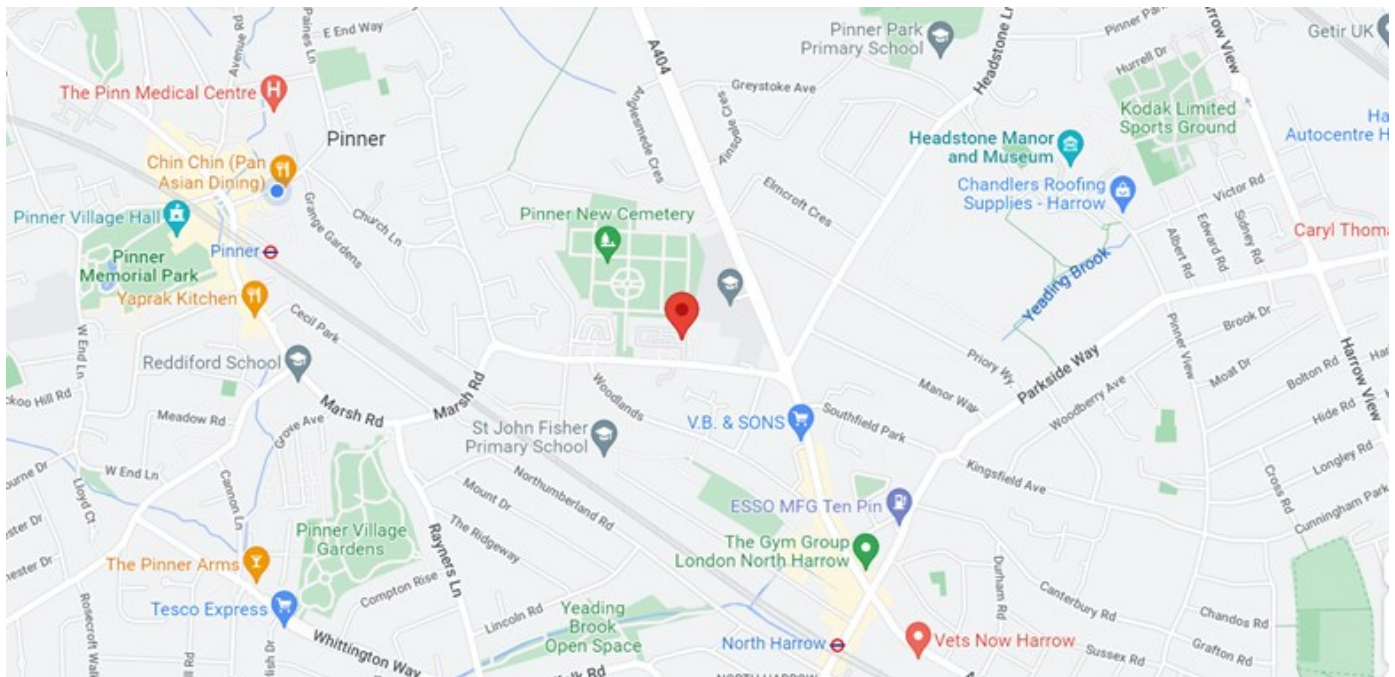 Avenue Rd
Paines Ln
E End Way
A404
Pinner Park
Primary School
Headstone Ln
Harrow View
Getir UK
The Pinn Medical Centre
Pinner
Greystoke Ave
Anglesmede Cres
Ainsdale Cres
Hurrell Dr
Kodak Limited
Sports Ground
Autocentre H
Headstone Manor
and Museum
Chin Chin (Pan
Asian Dining)
Elmcroft Cres
Chandlers Roofing
Supplies - Harrow
Victor Rd
Pinner Village Hall
Grange Gardens
Church Ln
Pinner New Cemetery
Edward Rd
Sidney Rd
Albert Rd
Caryl Thoma
Pinner
Pinner
Memorial Park
Yeading Brook
Yaprak Kitchen
Cecil Park
W End Ln
Brook Dr
Reddiford School
Priory Wy
Parkside Way
Pinner View
Moat Dr
Harrow View
Bolton Rd
ckoo Hill Rd
Marsh Rd
Marsh Rd
Woodlands
Manor Walk
Woodberry Ave
Hide Rd
Meadow Rd
Grove Ave
St John Fisher
Primary School
V.B. & SONS
Southfield Park
Longley Rd
W End Ln
Cannon Ln
Lloyd Ct
Mount Dr
Northumberland Rd
Kingsfield Ave
Cross Rd
Cunningham Park
ESSO MFG Ten Pin
Pinner Village
Gardens
Rayners Ln
The Ridgeway
The Gym Group
London North Harrow
The Pinner Arms
Compton Rise
Durham Rd
Canterbury Rd
Tesco Express
Lincoln Rd
Yeading
Brook
Open Space
Chandos Rd
Rosecroft Walk
Whittington Way
North Harrow
Vets Now Harrow
Grafton Rd
Sussex Rd